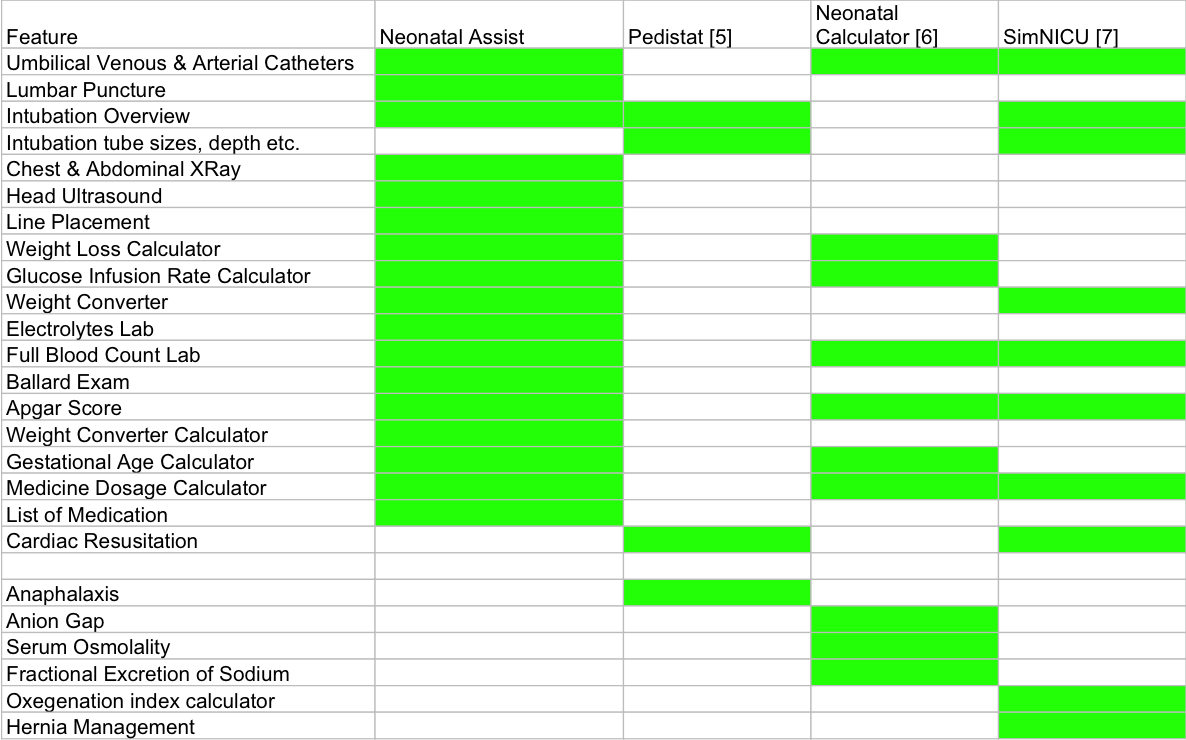 Feature Neonatal Assist Pedistat [5] Neonatal Calculator [6] SimNICU [7]
Umbilical Venous & Arterial Catheters
Lumbar Puncture
Intubation Overview
Intubation tube sizes, depth etc.
Chest & Abdominal XRay
Head Ultrasound
Line Placement
Weight Loss Calculator
Glucose Infusion Rate Calculator
Weight Converter
Electrolytes Lab
Full Blood Count Lab
Ballard Exam
Apgar Score
Weight Converter Calculator
Gestational Age Calculator
Medicine Dosage Calculator
List of Medication
Cardiac Resusitation
Anaphalaxis
Anion Gap
Serum Osmolality
Fractional Excretion of Sodium
Oxegenation index calculator
Hernia Management